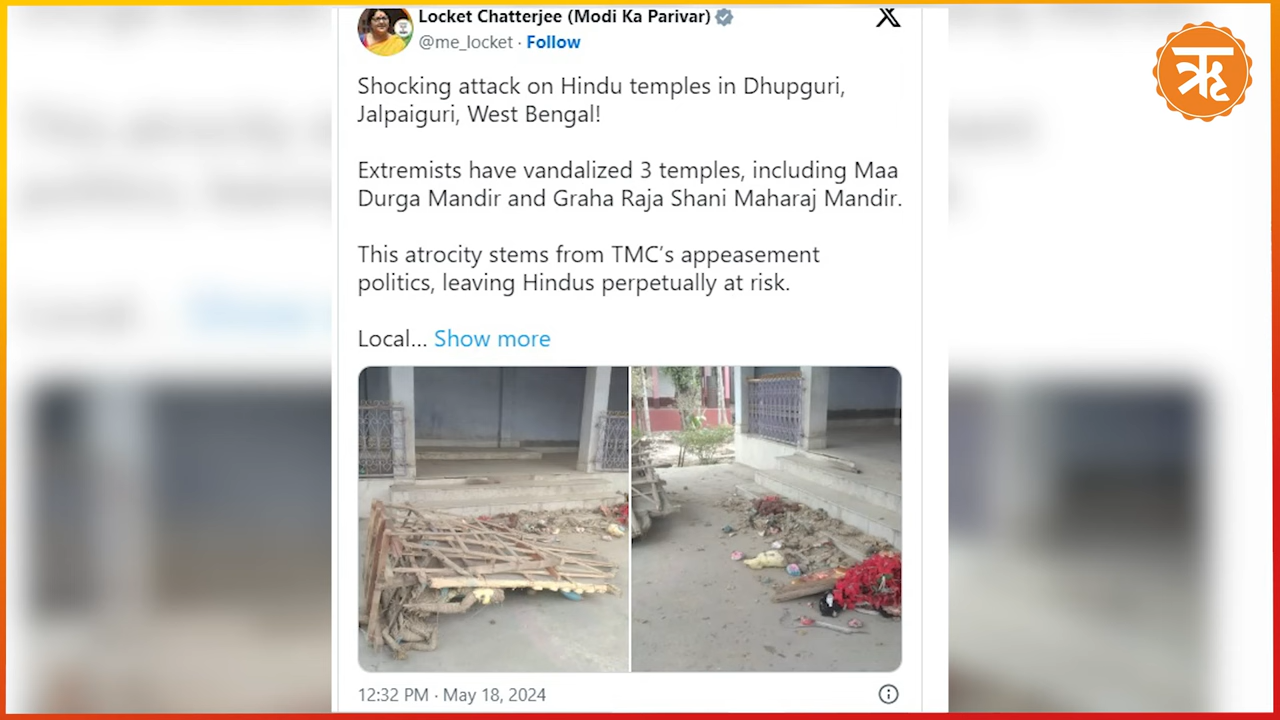 Locket Chatterjee (Modi Ka Parivar)
@me_locket · Follow
Shocking attack on Hindu temples in Dhupguri,
Jalpaiguri, West Bengal!
Extremists have vandalized 3 temples, including Maa
Durga Mandir and Graha Raja Shani Maharaj Mandir.
This atrocity stems from TMC’s appeasement
politics, leaving Hindus perpetually at risk.
Local... Show more
12:32 PM · May 18, 2024
ऋ